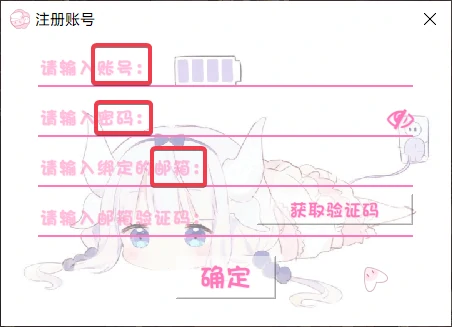 注册账号
请输入账号：
请输入密码：
请输入绑定的邮箱：
请输入邮箱验证码：
获取验证码
确定